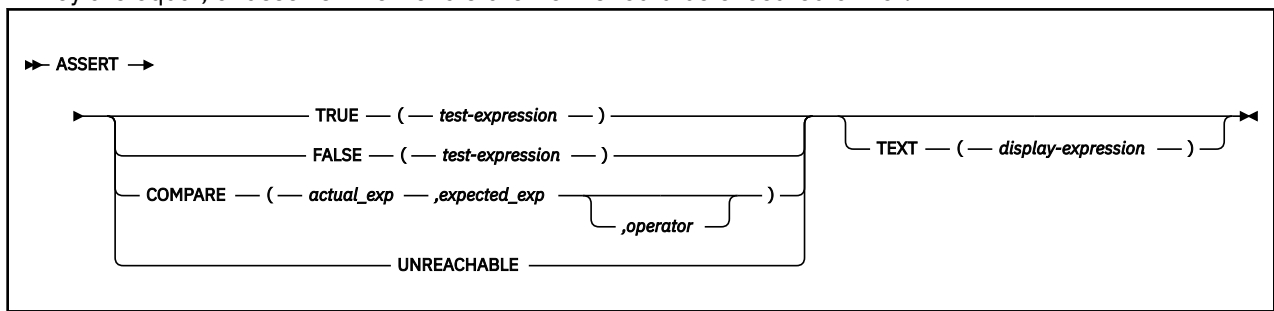 ASSERT
TRUE ( test-expression )
FALSE ( test-expression )
COMPARE ( actual_exp ,expected_exp ,operator )
UNREACHABLE
TEXT ( display-expression )